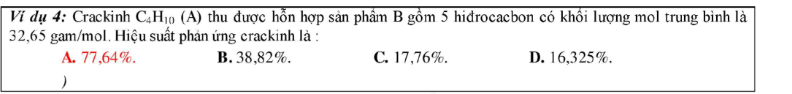 Ví dụ 4: Crackinh C₄H₁₀ (A) thu được hỗn hợp sản phẩm B gồm 5 hiđrocacbon có khối lượng mol trung bình là
32,65 gam/mol. Hiệu suất phản ứng crackinh là :
A. 77,64%. B. 38,82%. C. 17,76%. D. 16,325%.
)